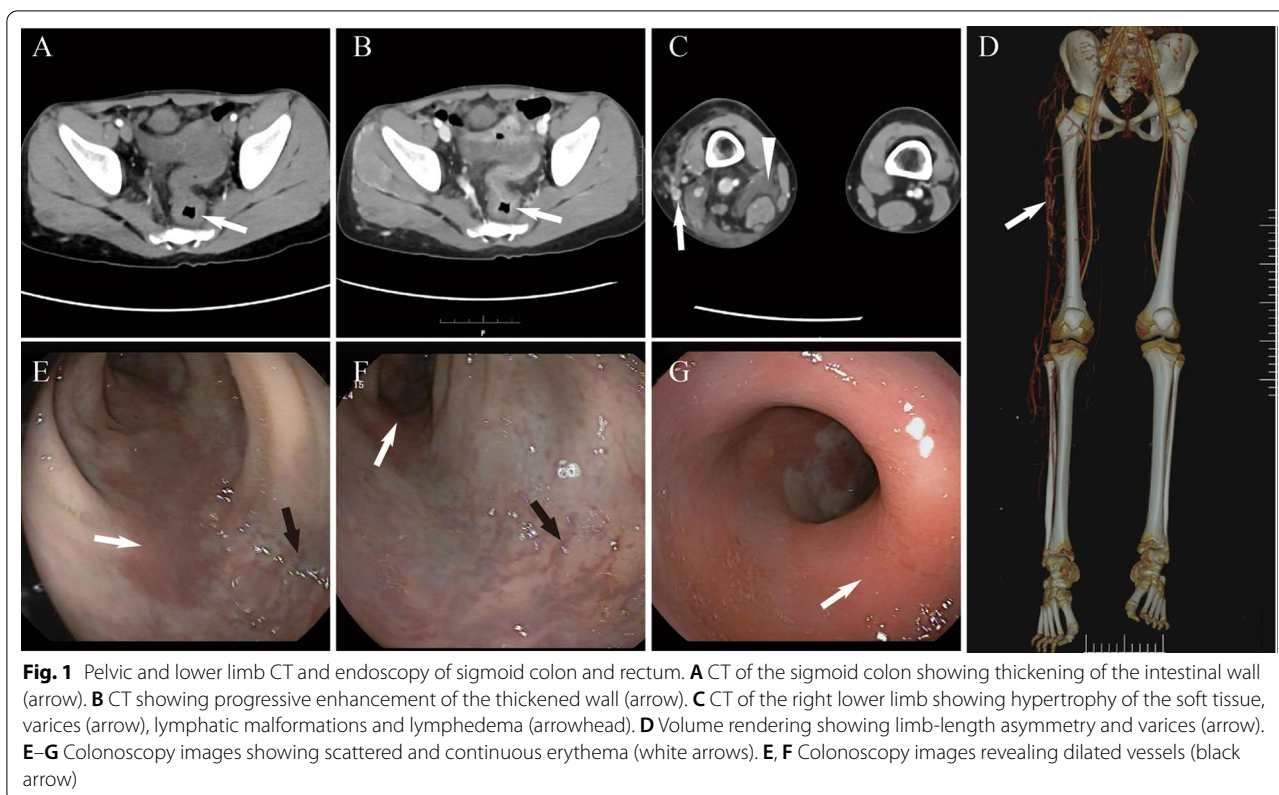 A
B
C
D
P
E
F
15
24
G
Fig. 1 Pelvic and lower limb CT and endoscopy of sigmoid colon and rectum. A CT of the sigmoid colon showing thickening of the intestinal wall
(arrow). B CT showing progressive enhancement of the thickened wall (arrow). C CT of the right lower limb showing hypertrophy of the soft tissue,
varices (arrow), lymphatic malformations and lymphedema (arrowhead). D Volume rendering showing limb-length asymmetry and varices (arrow).
E–G Colonoscopy images showing scattered and continuous erythema (white arrows). E, F Colonoscopy images revealing dilated vessels (black
arrow)